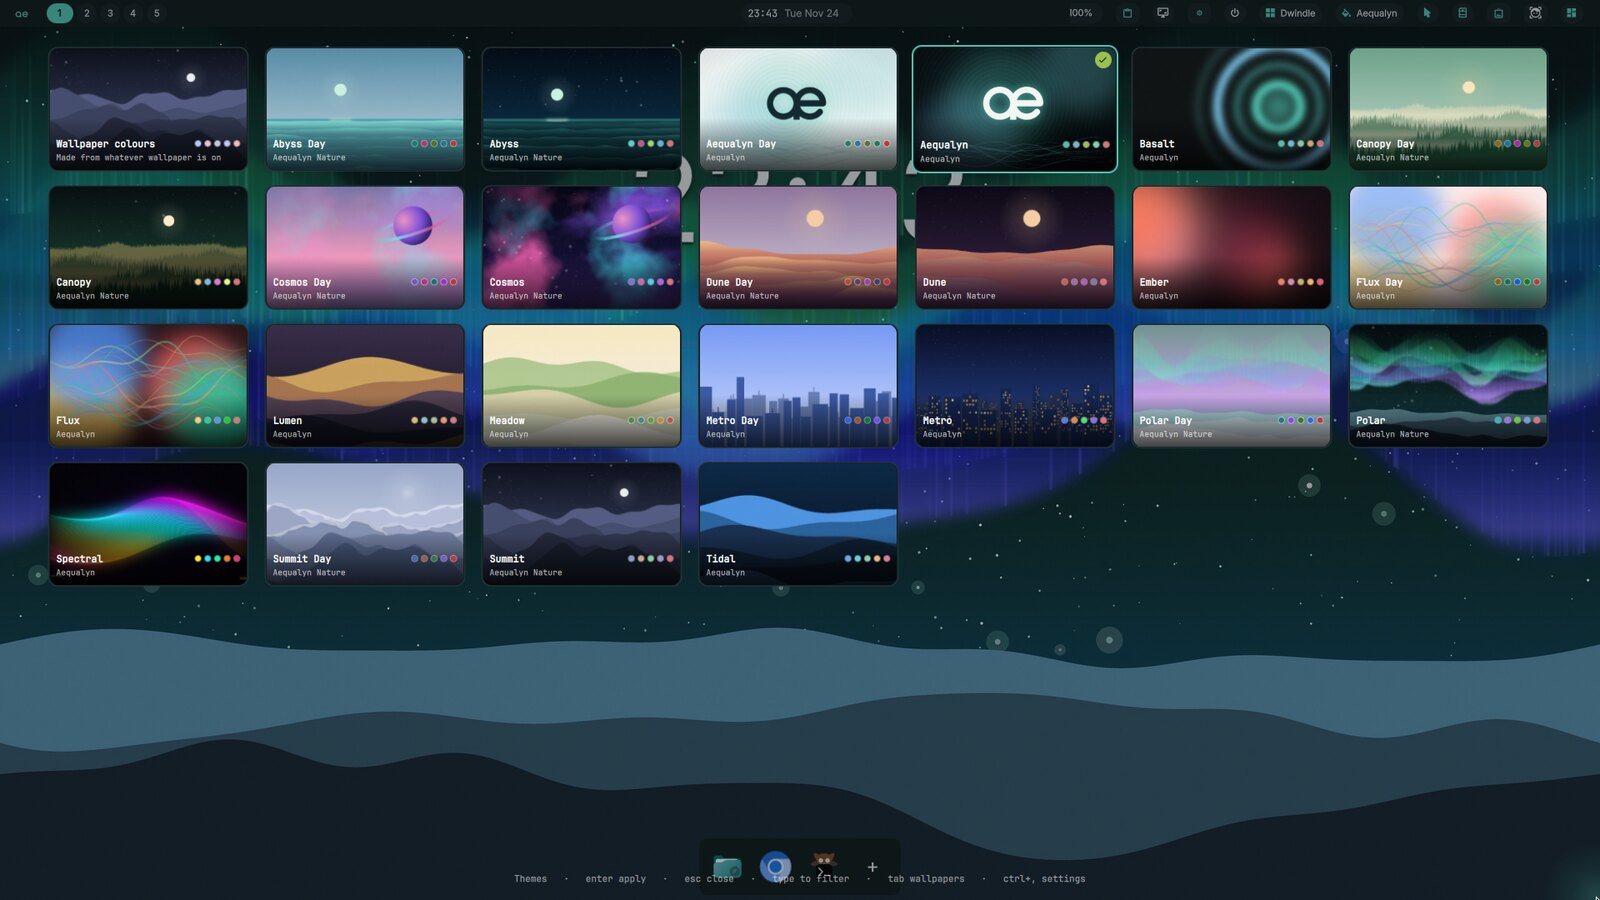 ae 1 2 3 4 5 23:43 Tue Nov 24 100% Dwindle Aequalyn
ae ae
Wallpaper colours Abyss Day Abyss Aequalyn Day Aequalyn Basalt Canopy Day
Made from whatever wallpaper is on Aequalyn Nature Aequalyn Nature Aequalyn Aequalyn Aequalyn Aequalyn Nature
Canopy Cosmos Day Cosmos Dune Day Dune Ember Flux Day
Aequalyn Nature Aequalyn Nature Aequalyn Nature Aequalyn Nature Aequalyn Nature Aequalyn Aequalyn
Flux Lumen Meadow Metro Day Metro Polar Day Polar
Aequalyn Aequalyn Aequalyn Aequalyn Aequalyn Aequalyn Nature Aequalyn Nature
Spectral Summit Day Summit Tidal
Aequalyn Aequalyn Nature Aequalyn Nature Aequalyn
Themes · enter apply · esc close · type to filter · tab wallpapers · ctrl+, settings